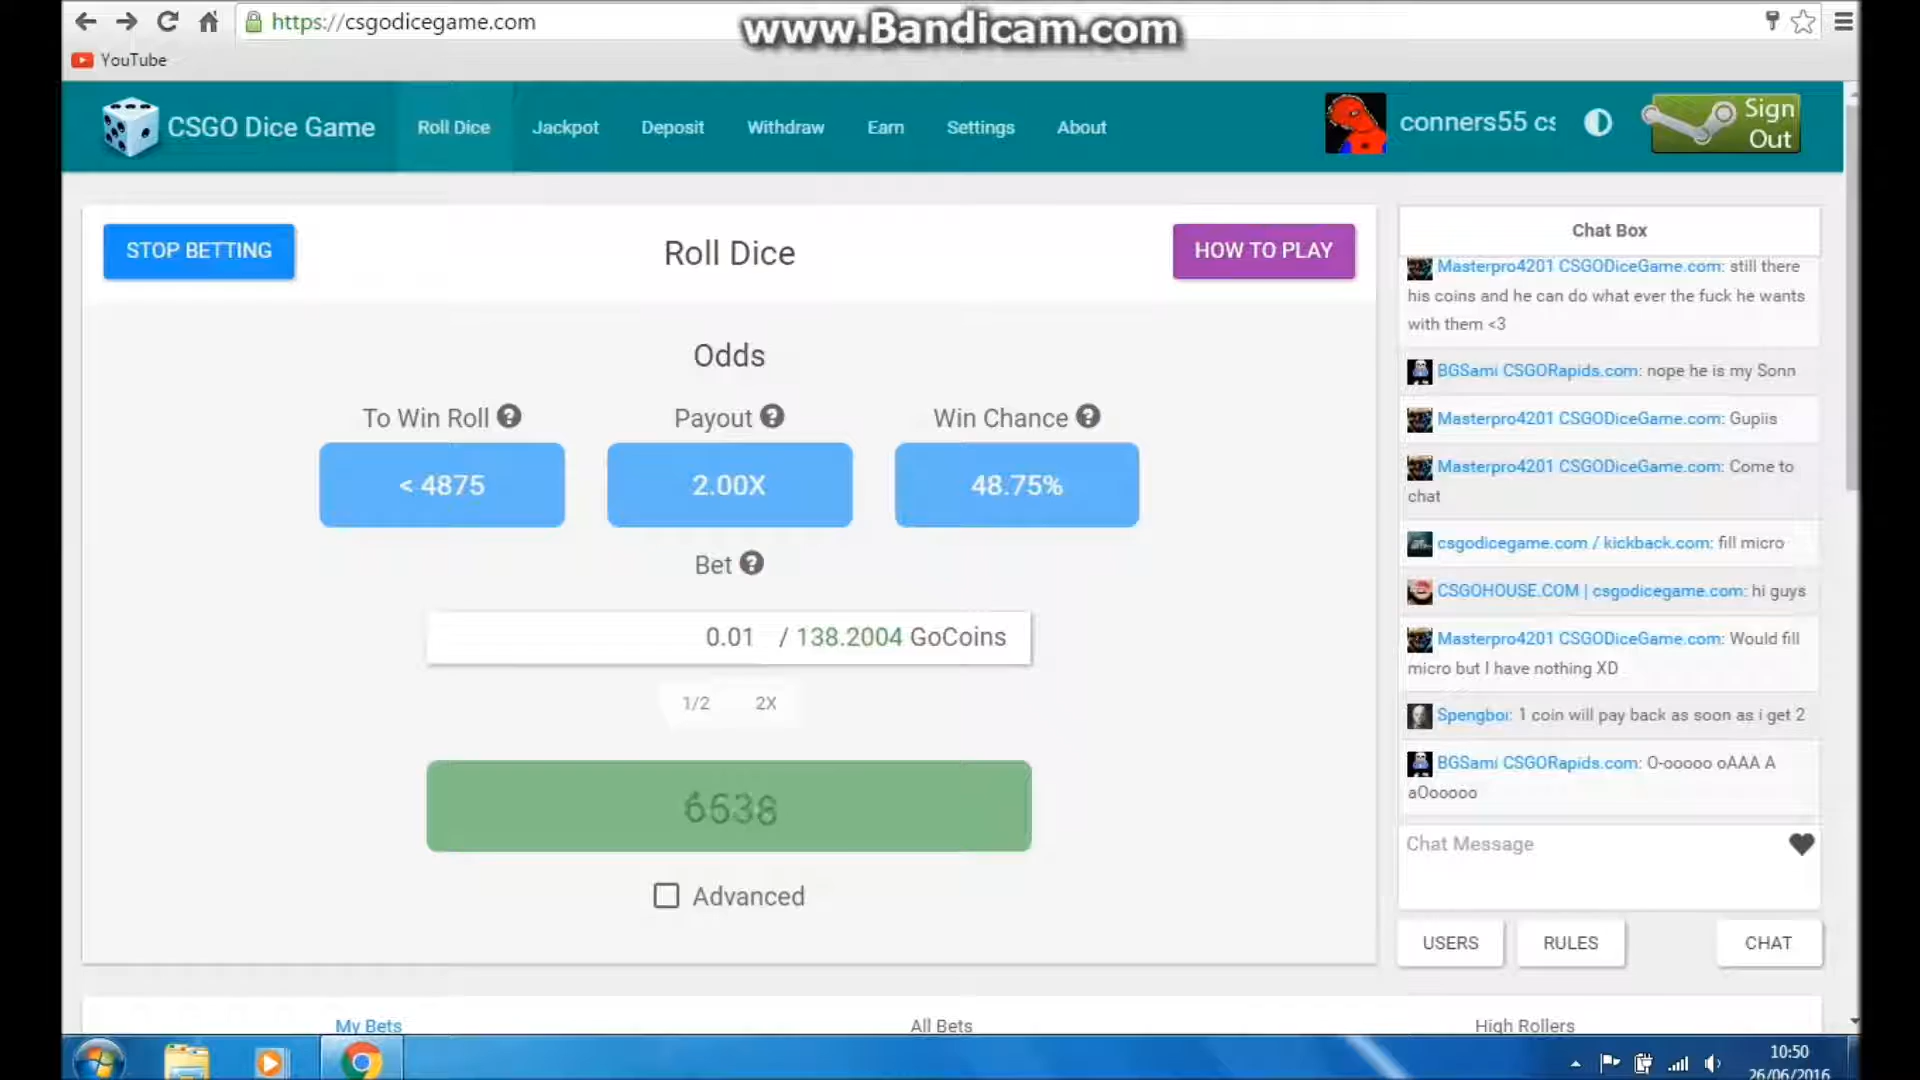 https://csgodicegame.com
www.Bandicam.com
YouTube
CSGO Dice Game
Roll Dice
Jackpot
Deposit
Withdraw
Earn
Settings
About
conners55 cs
Sign
Out
STOP BETTING
Roll Dice
HOW TO PLAY
Odds
To Win Roll ?
Payout ?
Win Chance ?
< 4875
2.00X
48.75%
Bet ?
0.01 / 138.2004 GoCoins
1/2
2X
Advanced
Chat Box
Masterpro4201 CSGODiceGame.com: still there
his coins and he can do what ever the fuck he wants
with them <3
BGSami CSGORapids.com: nope he is my Sonn
Masterpro4201 CSGODiceGame.com: Gupiis
Masterpro4201 CSGODiceGame.com: Come to
chat
csgodicegame.com / kickback.com: fill micro
CSGOHOUSE.COM | csgodicegame.com: hi guys
Masterpro4201 CSGODiceGame.com: Would fill
micro but I have nothing XD
Spengboi: 1 coin will pay back as soon as i get 2
BGSami CSGORapids.com: O-ooooo oAAA A
aOooooo
Chat Message
USERS
RULES
CHAT
My Bets
All Bets
High Rollers
10:50
26/06/2016